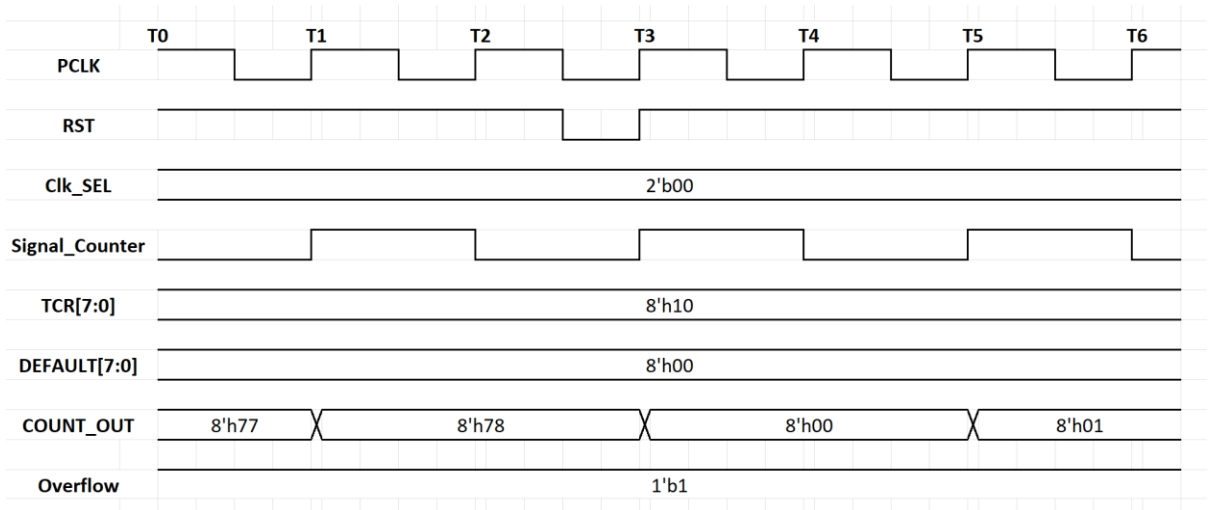 T0 T1 T2 T3 T4 T5 T6
PCLK
RST
Clk_SEL 2'b00
Signal_Counter
TCR[7:0] 8'h10
DEFAULT[7:0] 8'h00
COUNT_OUT 8'h77 8'h78 8'h00 8'h01
Overflow 1'b1